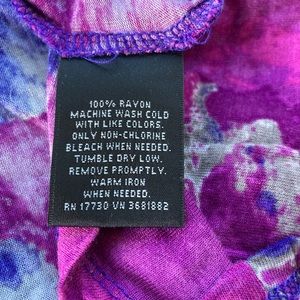 100% RAYON
MACHINE WASH COLD
WITH LIKE COLORS.
ONLY NON-CHLORINE
BLEACH WHEN NEEDED.
TUMBLE DRY LOW.
REMOVE PROMPTLY.
WARM IRON
WHEN NEEDED.
RN 17730 VN 3681882